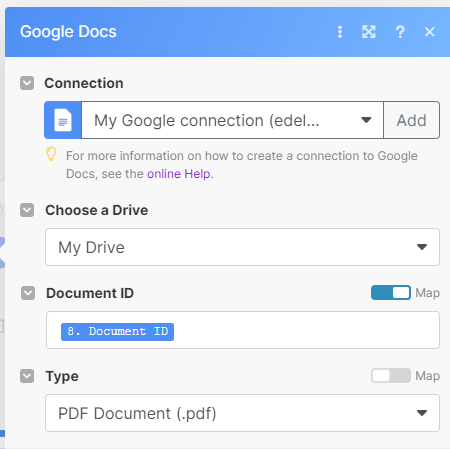 Google Docs
Connection
My Google connection (edel...
Add
For more information on how to create a connection to Google
Docs, see the online Help.
Choose a Drive
My Drive
Document ID
Map
8. Document ID
Type
Map
PDF Document (.pdf)